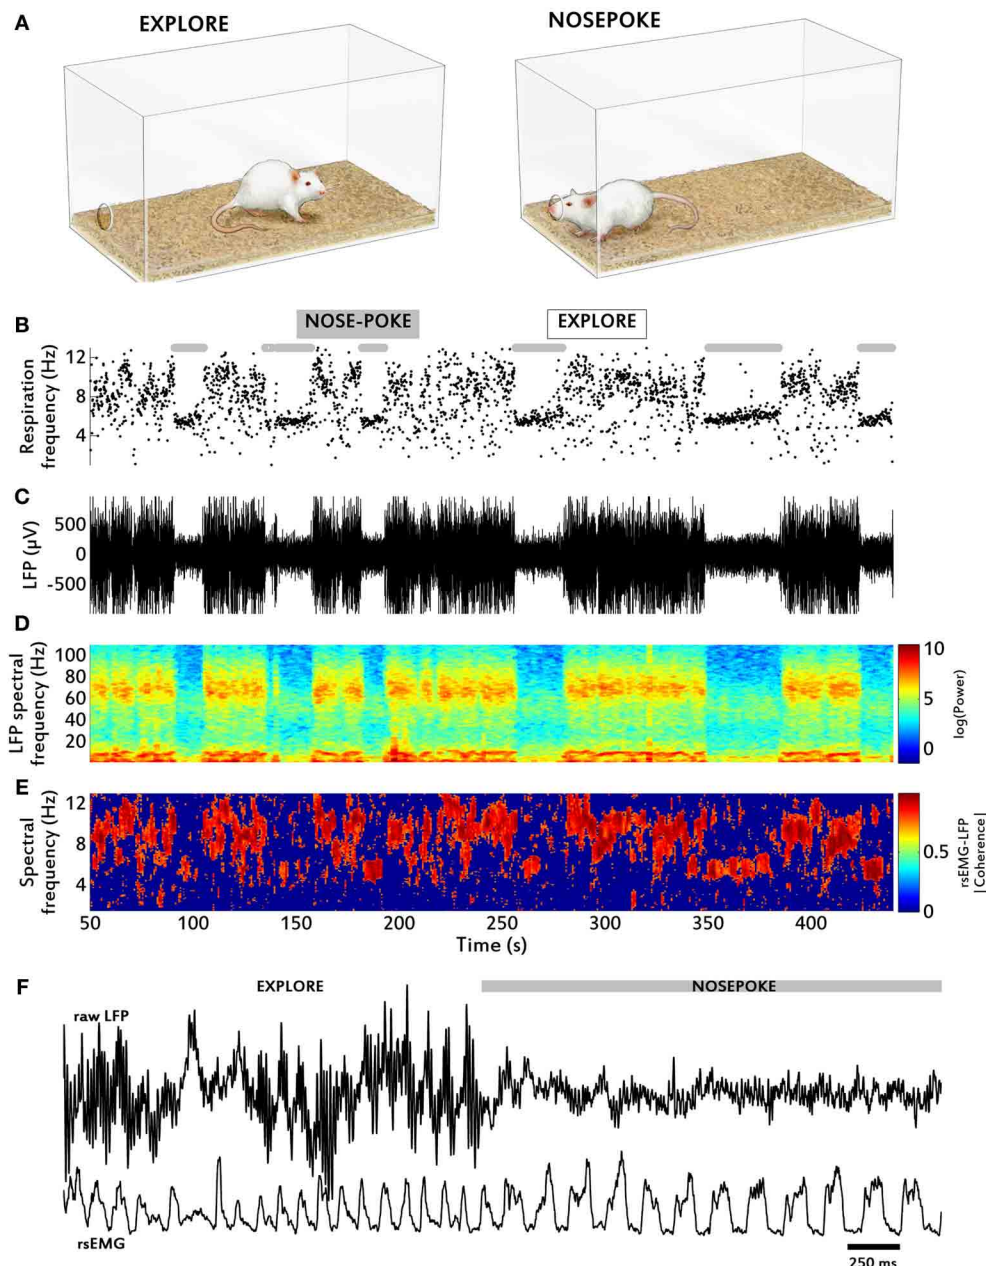 A
EXPLORE
NOSEPOKE
B
NOSE-POKE
EXPLORE
Respiration
frequency (Hz)
12
8
4
C
LFP (µV)
500
0
-500
D
LFP spectral
frequency (Hz)
100
80
60
40
20
10
5
0
log(Power)
E
Spectral
frequency (Hz)
12
8
4
0.5
0
rsEMG-LFP
|Coherence|
50
100
150
200
250
300
350
400
Time (s)
F
EXPLORE
NOSEPOKE
raw LFP
rsEMG
250 ms